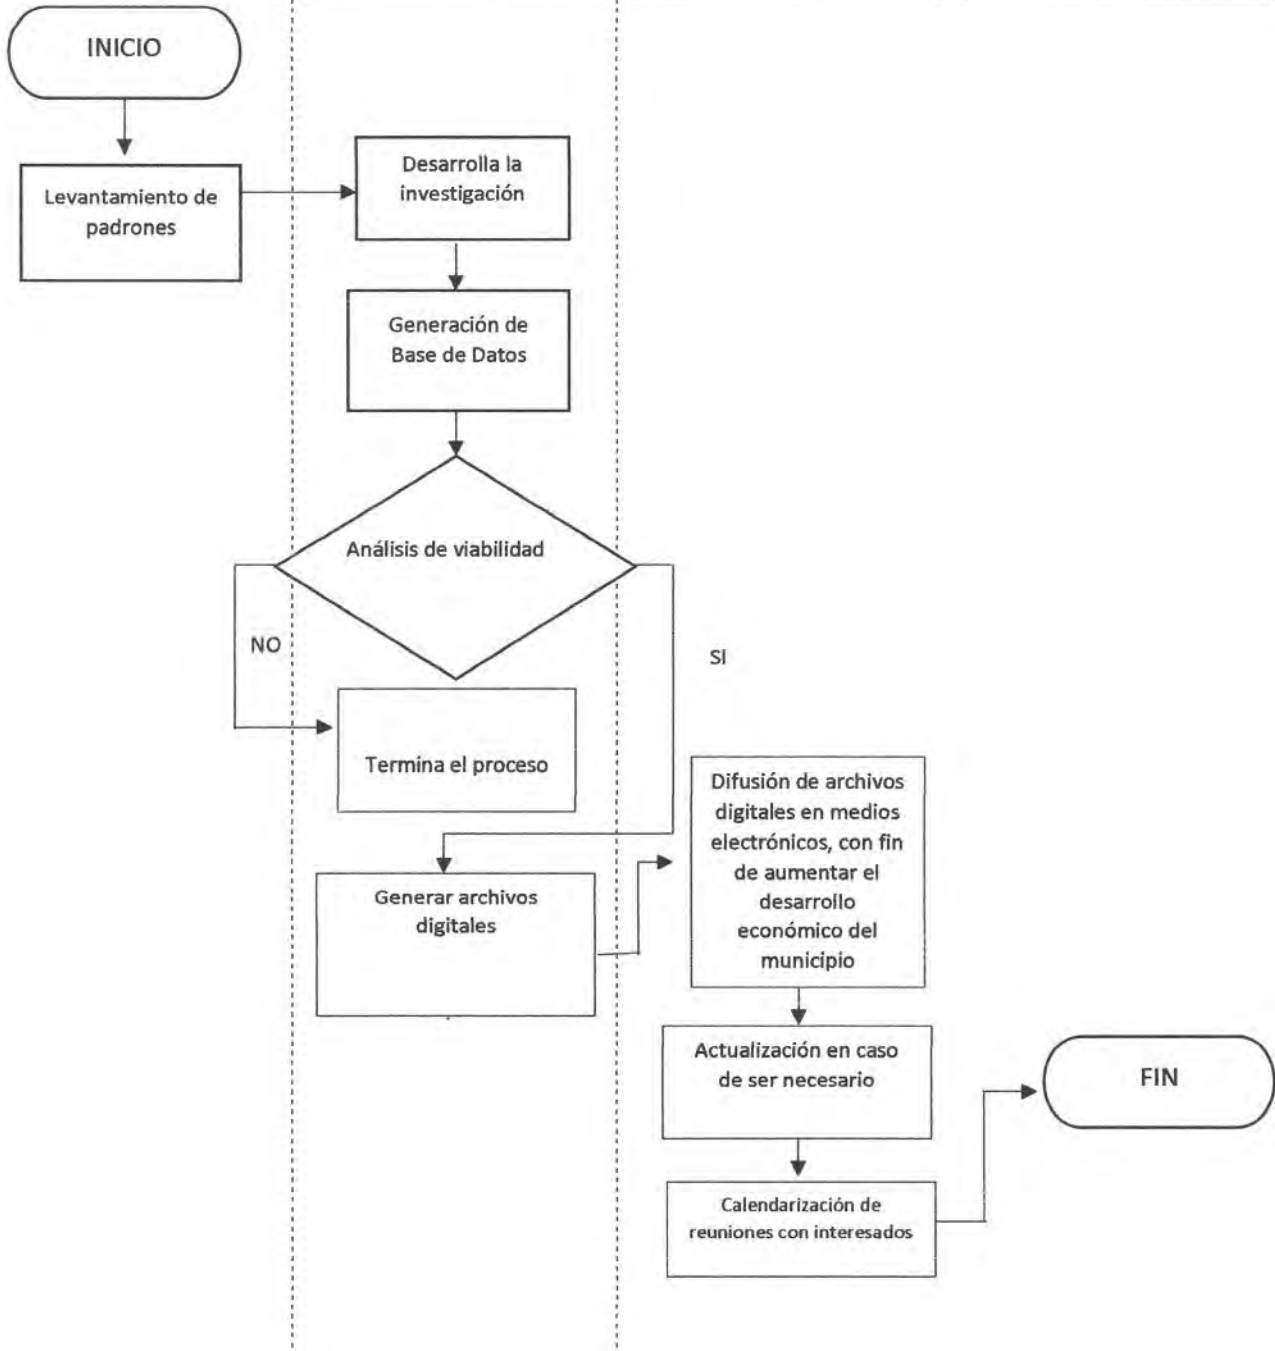 INICIO
Levantamiento de
padrones
Desarrolla la
investigación
Generación de
Base de Datos
Análisis de viabilidad
NO
SI
Termina el proceso
Generar archivos
digitales
Difusión de archivos
digitales en medios
electrónicos, con fin
de aumentar el
desarrollo
económico del
municipio
Actualización en caso
de ser necesario
Calendarización de
reuniones con interesados
FIN